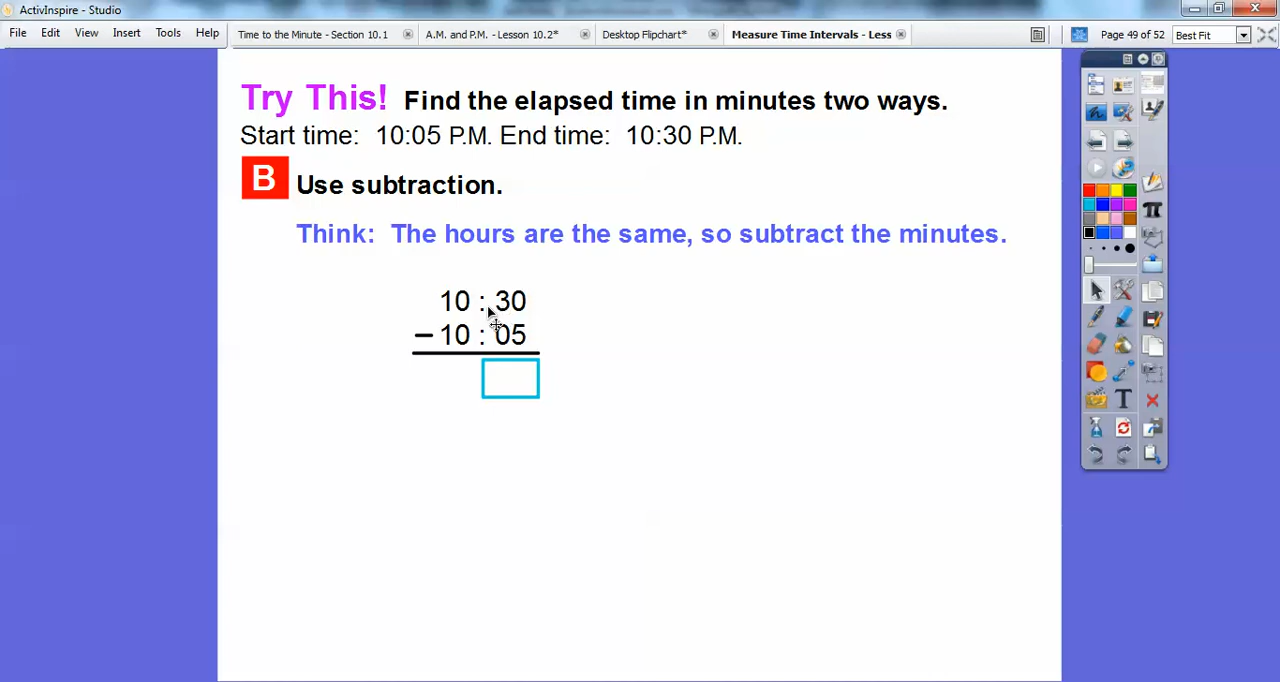 ActivInspire - Studio
File Edit View Insert Tools Help
Time to the Minute - Section 10.1
A.M. and P.M. - Lesson 10.2*
Desktop Flipchart*
Measure Time Intervals - Less
Page 49 of 52
Best Fit
Try This! Find the elapsed time in minutes two ways.
Start time: 10:05 P.M. End time: 10:30 P.M.
B Use subtraction.
Think: The hours are the same, so subtract the minutes.
10 : 30
− 10 : 05